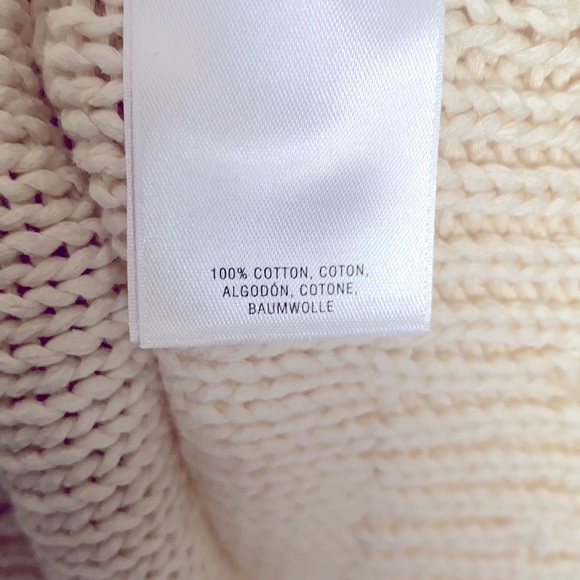 100% COTTON, COTON,
ALGODÓN, COTONE,
BAUMWOLLE